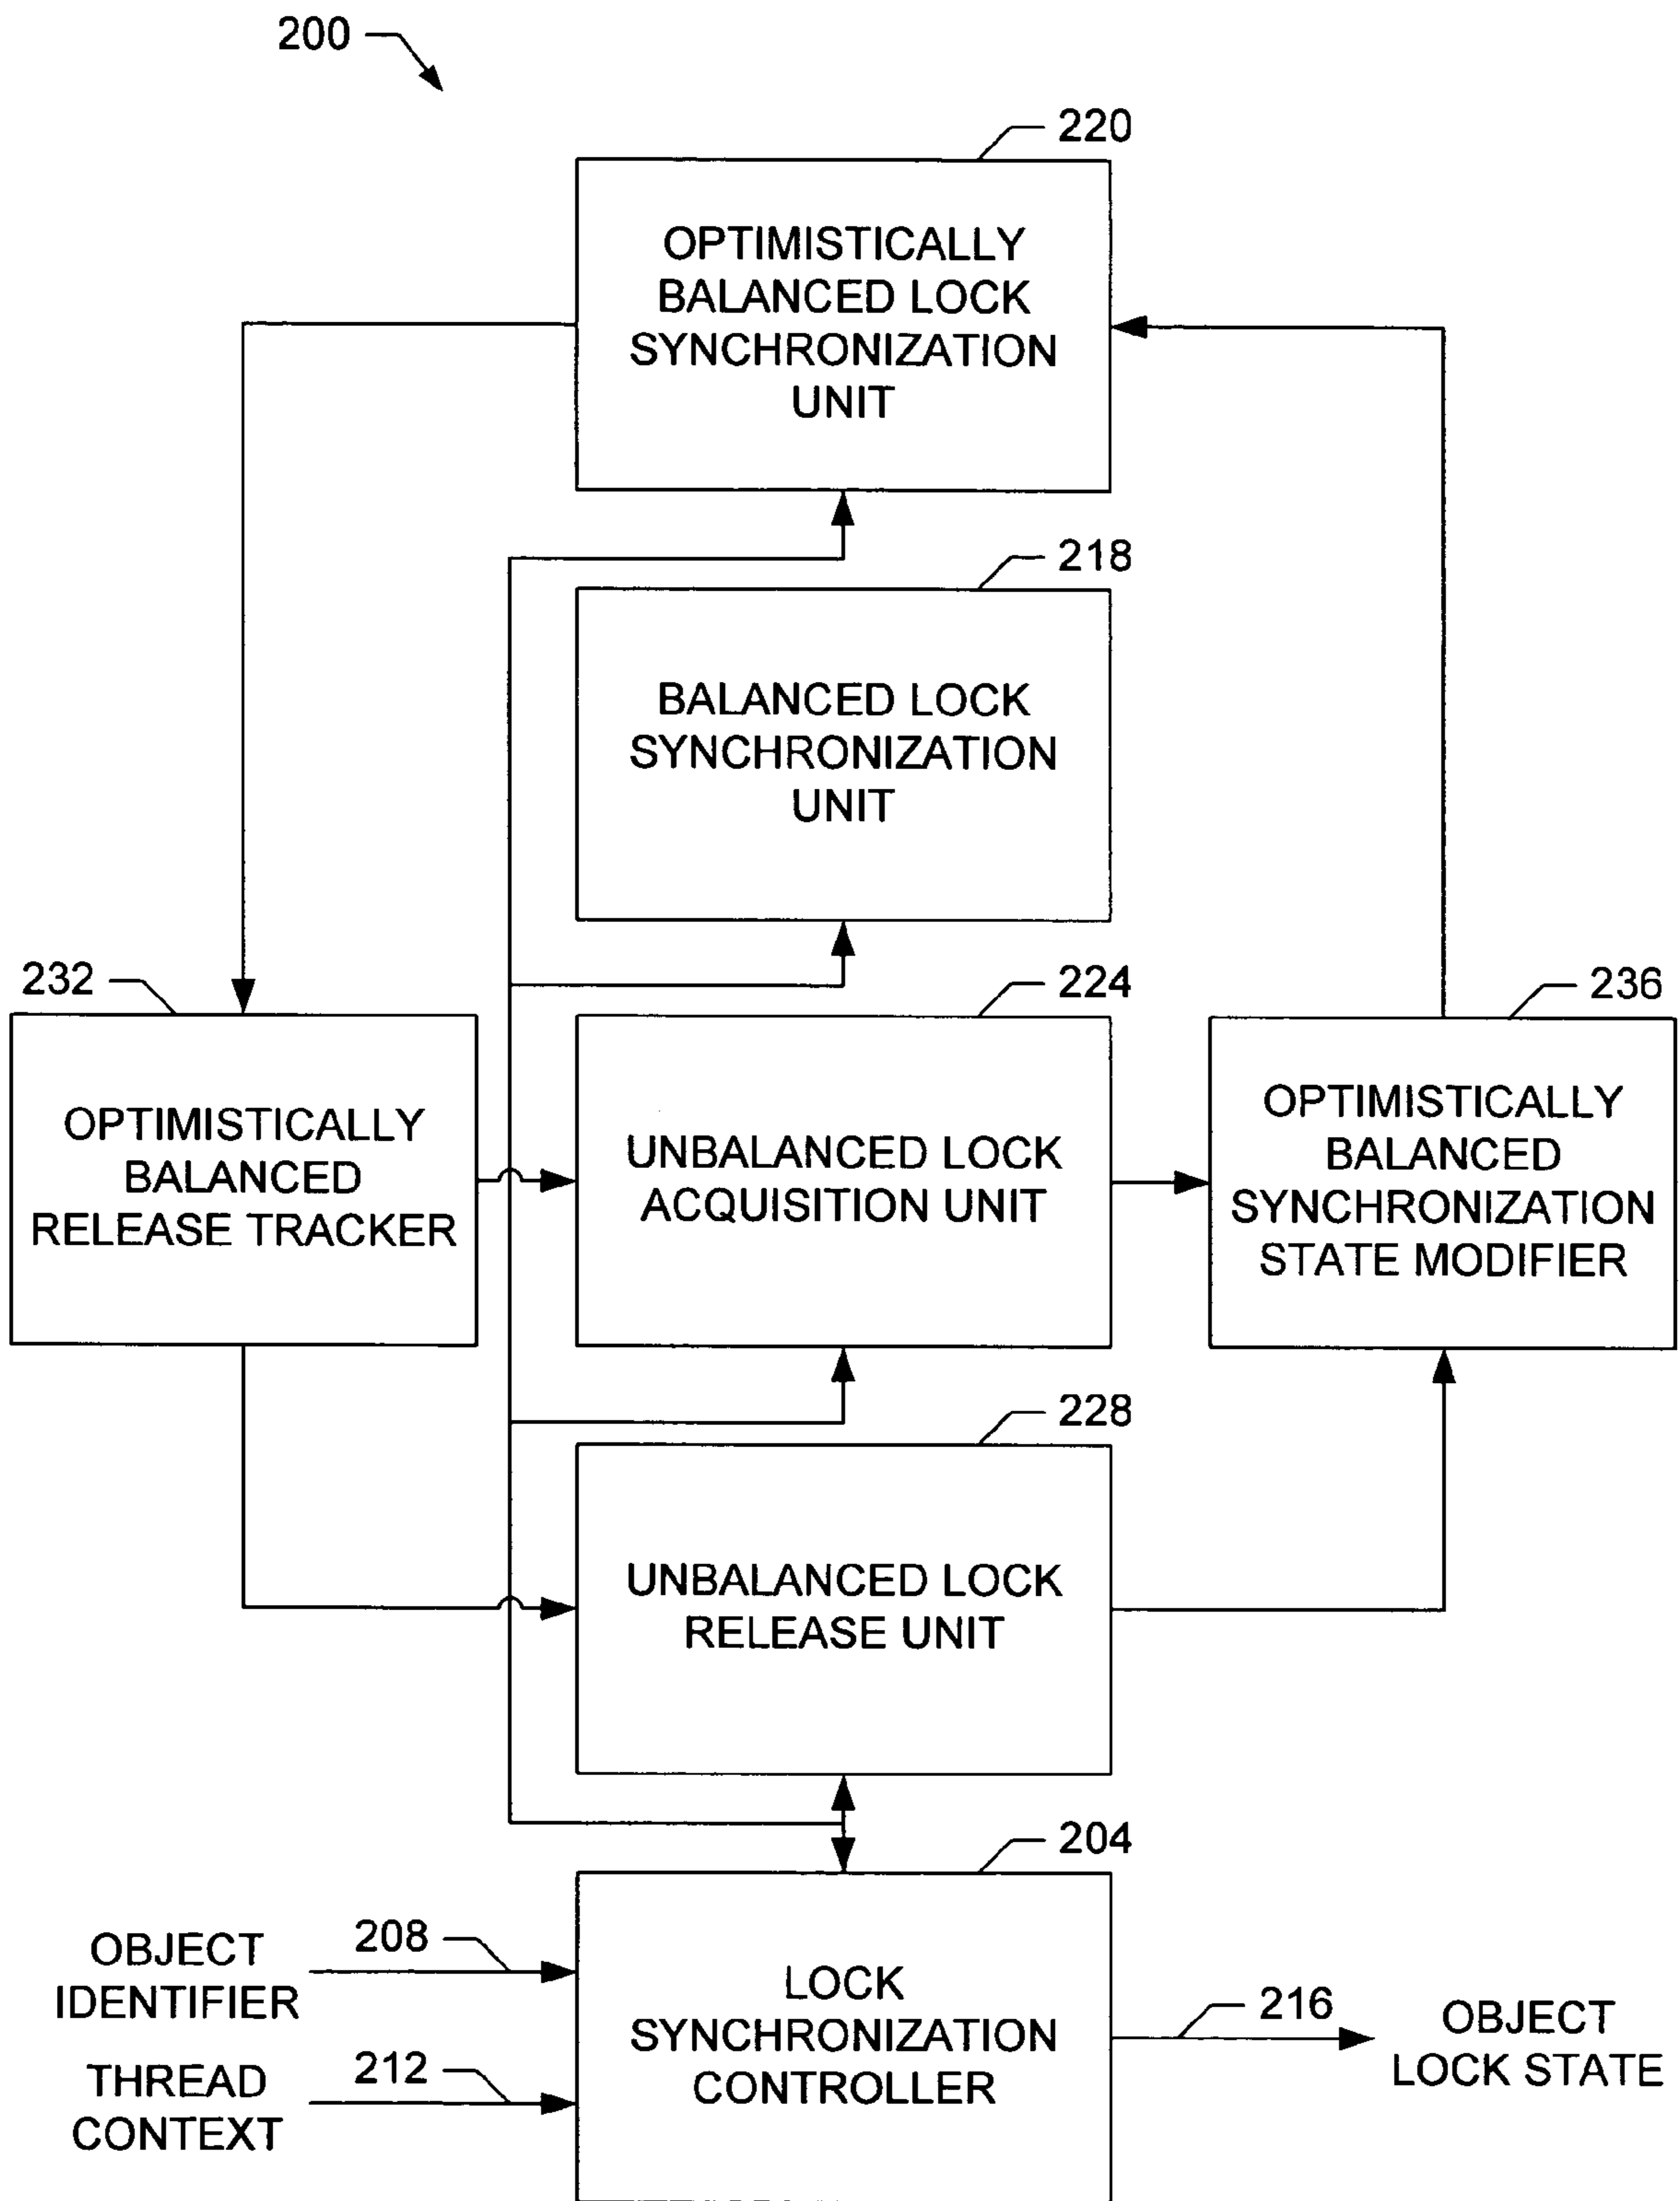 200
220
OPTIMISTICALLY
BALANCED LOCK
SYNCHRONIZATION
UNIT
218
BALANCED LOCK
SYNCHRONIZATION
UNIT
232
OPTIMISTICALLY
BALANCED
RELEASE TRACKER
224
UNBALANCED LOCK
ACQUISITION UNIT
236
OPTIMISTICALLY
BALANCED
SYNCHRONIZATION
STATE MODIFIER
228
UNBALANCED LOCK
RELEASE UNIT
204
OBJECT
IDENTIFIER
208
THREAD
CONTEXT
212
LOCK
SYNCHRONIZATION
CONTROLLER
216
OBJECT
LOCK STATE